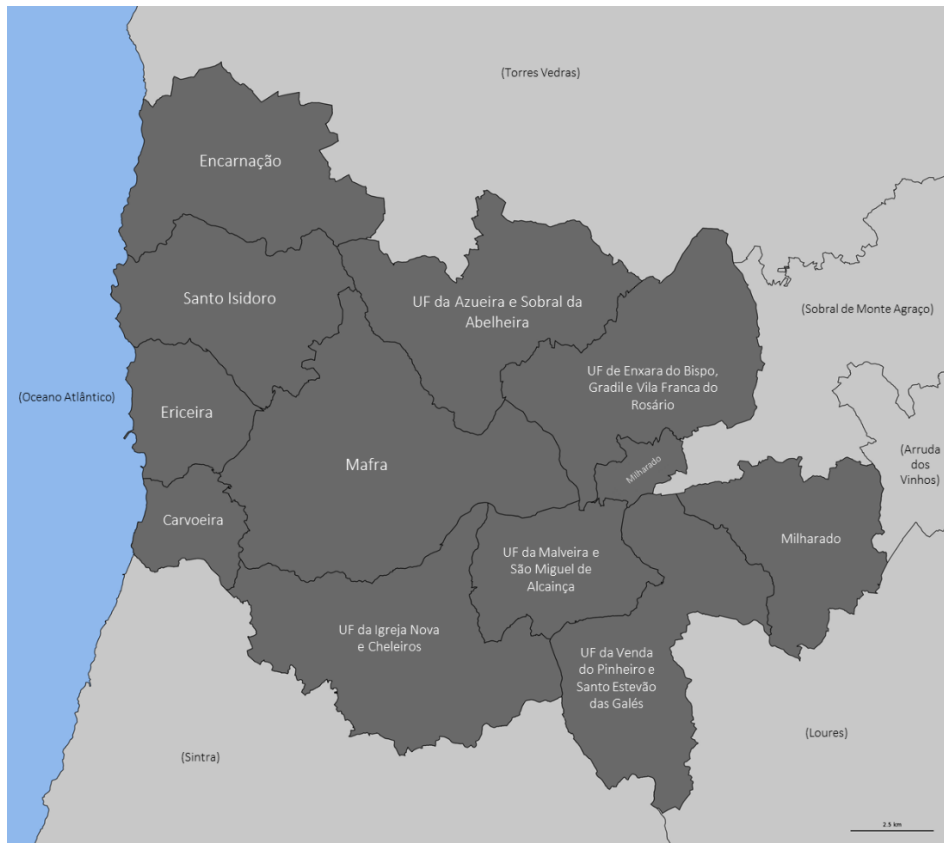 (Torres Vedras)
Encarnação
Santo Isidoro
UF da Azueira e Sobral da
Abelheira
(Sobral de Monte Agraço)
UF de Enxara do Bispo,
Gradil e Vila Franca do
Rosário
(Oceano Atlântico)
Ericeira
Mafra
Milharado
(Arruda
dos
Vinhos)
Carvoeira
UF da Malveira e
São Miguel de
Alcainça
Milharado
UF da Igreja Nova
e Cheleiros
UF da Venda
do Pinheiro e
Santo Estevão
das Galés
(Sintra)
(Loures)
2.5 km